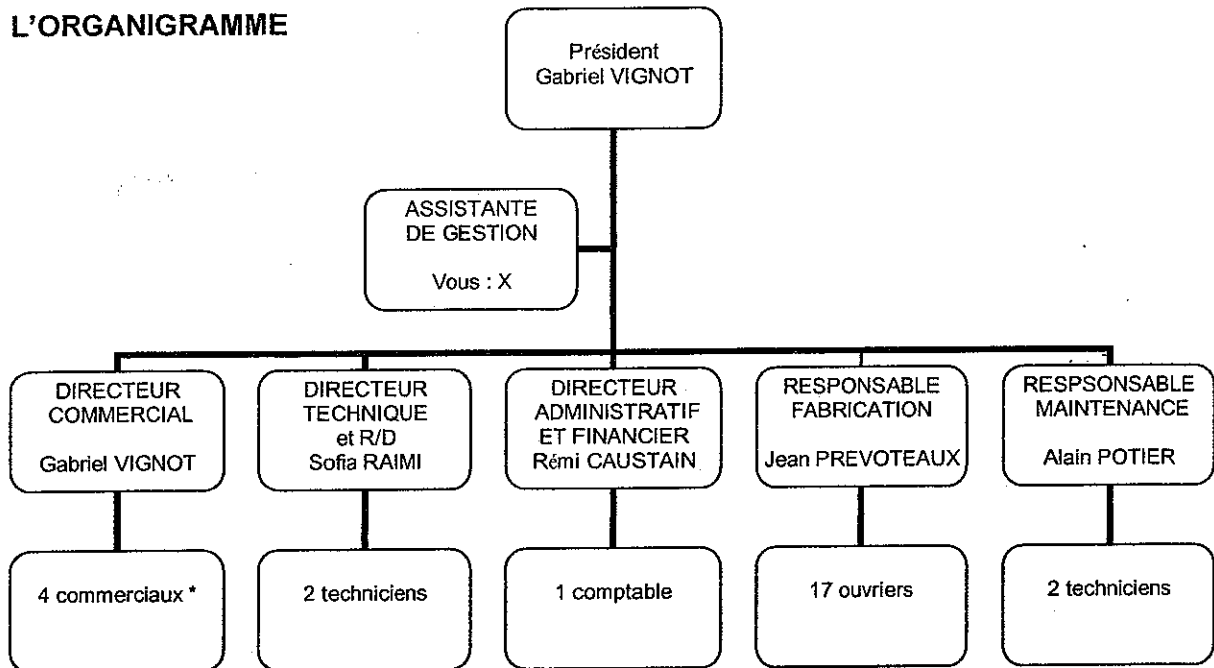 L'ORGANIGRAMME
Président
Gabriel VIGNOT
ASSISTANTE
DE GESTION
Vous : X
DIRECTEUR
COMMERCIAL
Gabriel VIGNOT
DIRECTEUR
TECHNIQUE
et R/D
Sofia RAIMI
DIRECTEUR
ADMINISTRATIF
ET FINANCIER
Rémi CAUSTAIN
RESPONSABLE
FABRICATION
Jean PREVOTEAUX
RESPSONSABLE
MAINTENANCE
Alain POTIER
4 commerciaux *
2 techniciens
1 comptable
17 ouvriers
2 techniciens